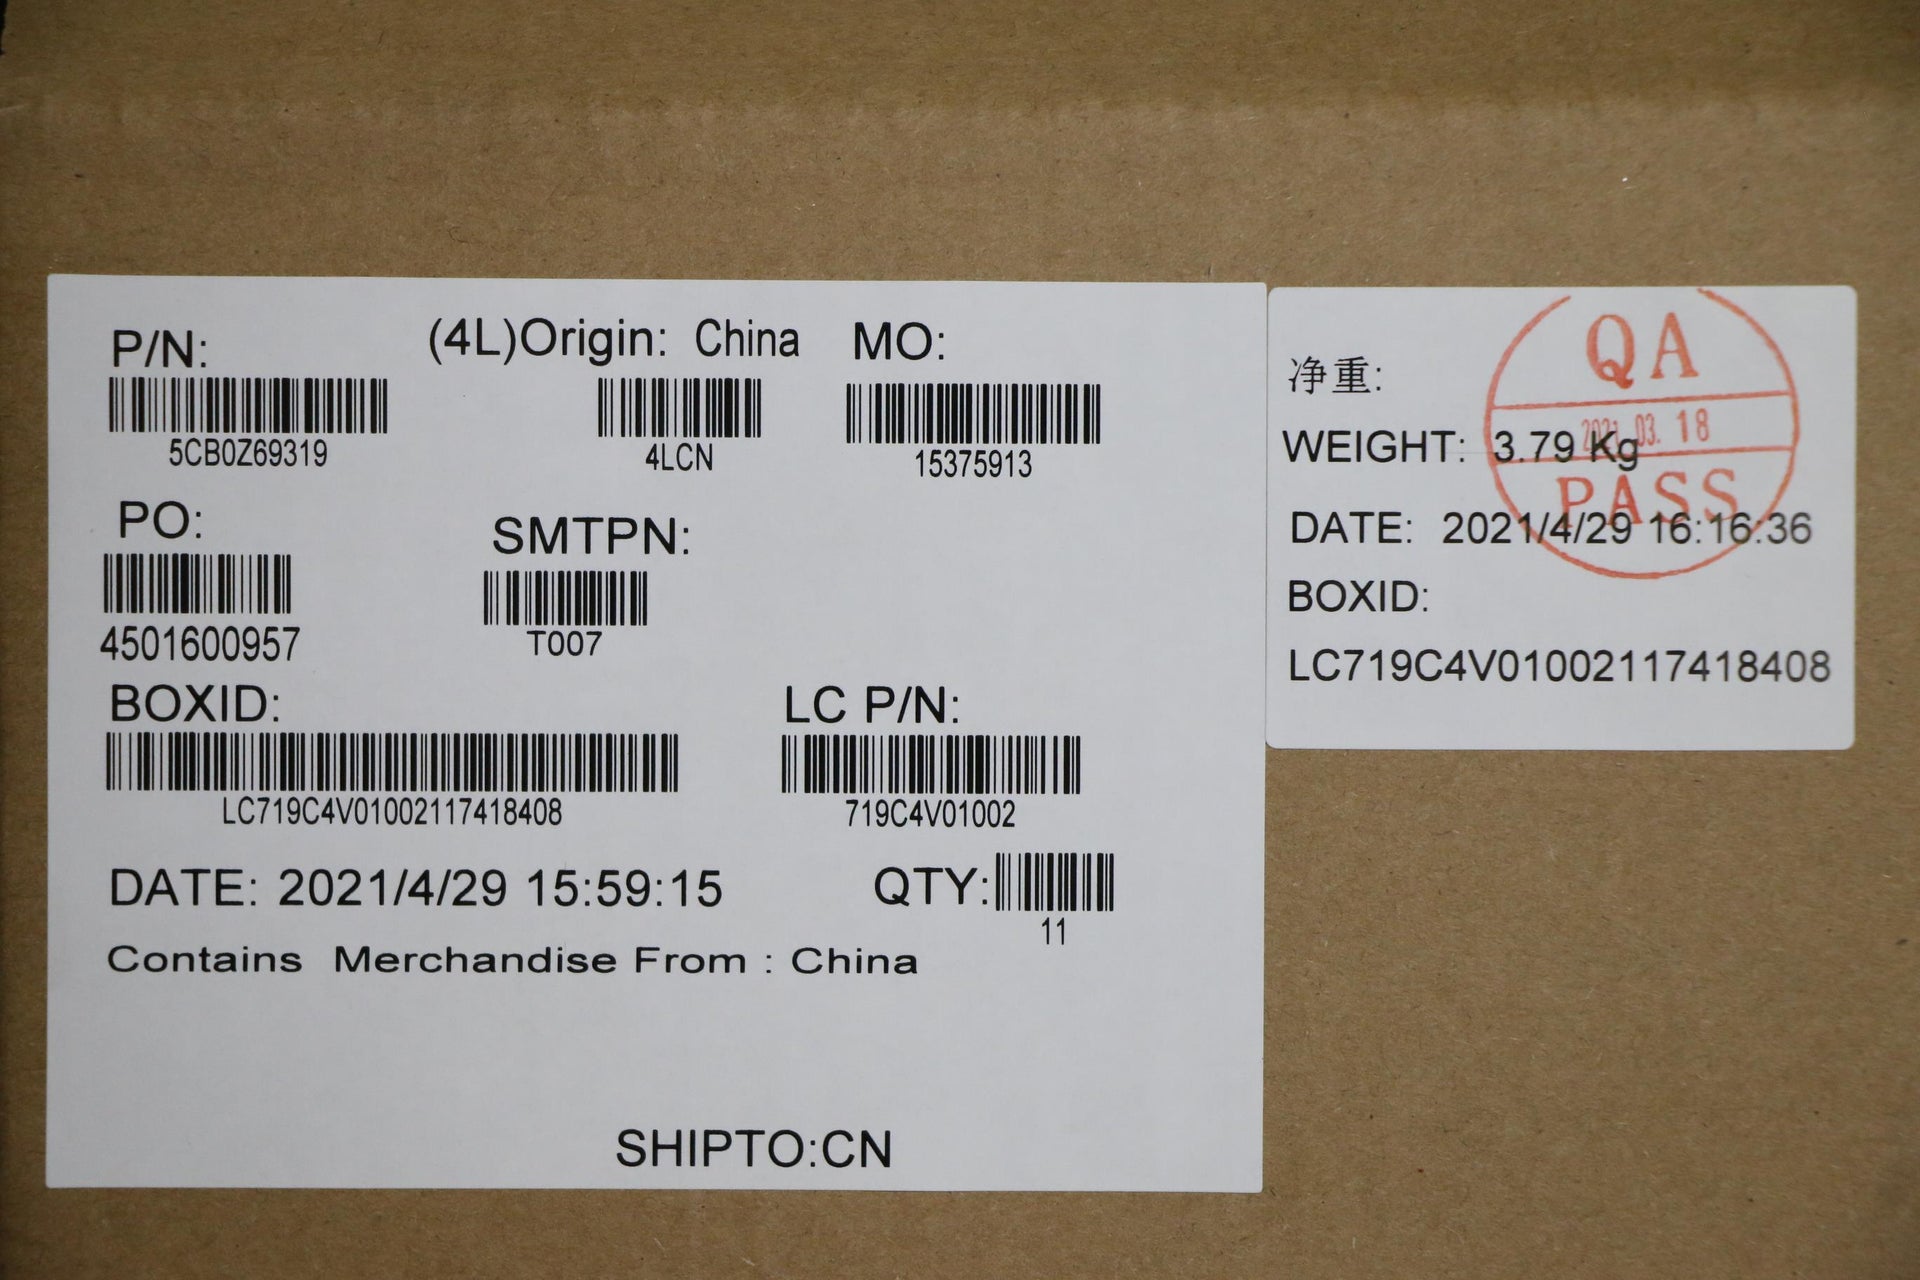 P/N:
5CB0Z69319
(4L)Origin: China
4LCN
MO:
15375913
PO:
4501600957
SMTPN:
T007
BOXID:
LC719C4V01002117418408
LC P/N:
719C4V01002
DATE: 2021/4/29 15:59:15
QTY:
11
Contains Merchandise From : China
SHIPTO:CN
净重:
WEIGHT: 3.79 Kg
DATE: 2021/4/29 16:16:36
BOXID:
LC719C4V01002117418408
QA
2021.03.18
PASS